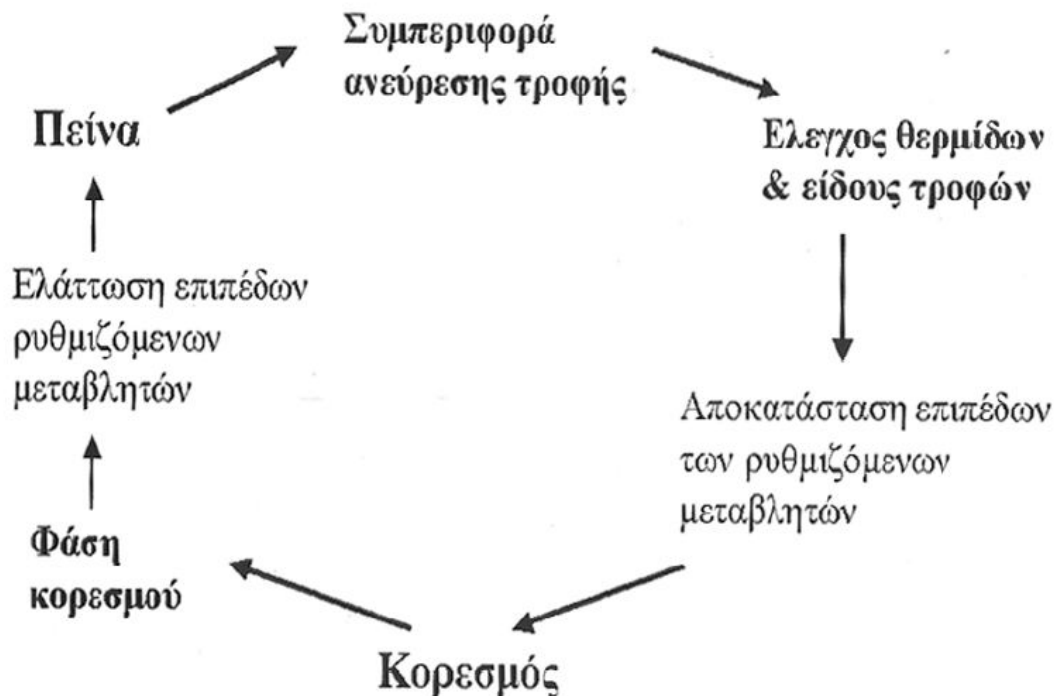 Συμπεριφορά
ανεύρεσης τροφής
Πείνα
Ελεγχος θερμίδων
& είδους τροφών
Ελάττωση επιπέδων
ρυθμιζόμενων
μεταβλητών
Αποκατάσταση επιπέδων
των ρυθμιζόμενων
μεταβλητών
Φάση
κορεσμού
Κορεσμός